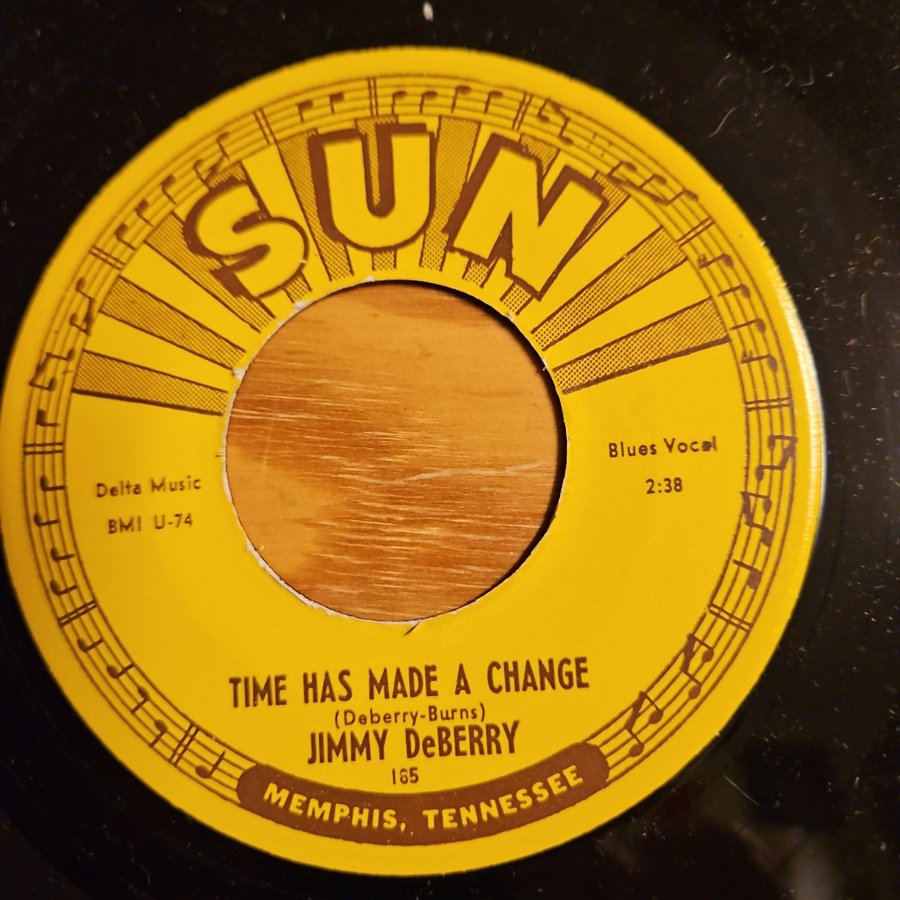 SUN
Delta Music
BMI U-74
Blues Vocal
2:38
TIME HAS MADE A CHANGE
(Deberry-Burns)
JIMMY DeBERRY
185
MEMPHIS, TENNESSEE